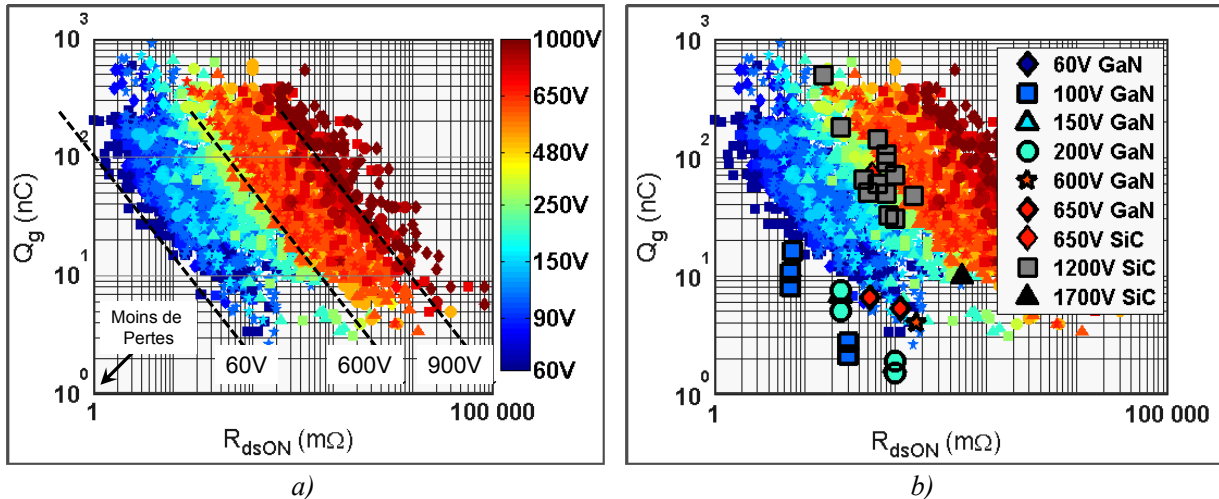 10³
10²
10¹
10⁰
Q_g (nC)
Moins de
Pertes
60V
600V
900V
1
100 000
R_dsON (mΩ)
1000V
650V
480V
250V
150V
90V
60V
a)
10³
10²
10¹
10⁰
Q_g (nC)
60V GaN
100V GaN
150V GaN
200V GaN
600V GaN
650V GaN
650V SiC
1200V SiC
1700V SiC
1
100 000
R_dsON (mΩ)
b)